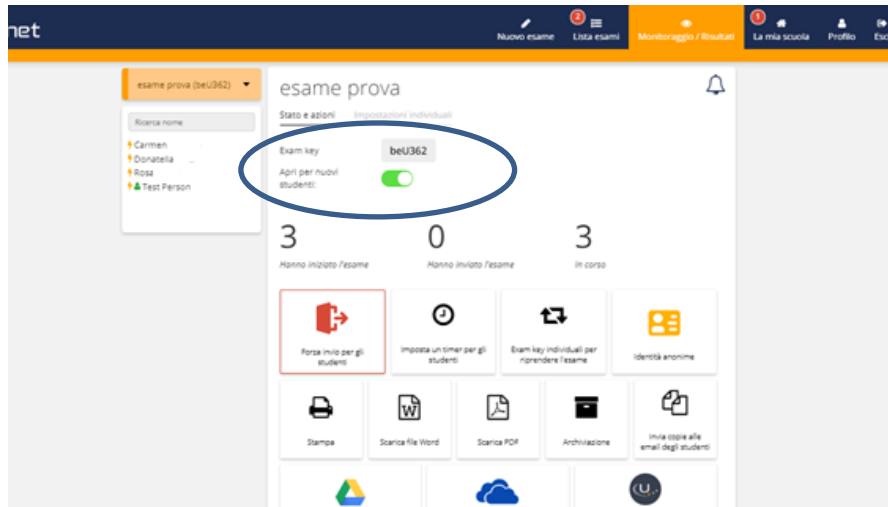 net
2
1
Nuovo esame
Lista esami
Monitoraggio / Risultati
La mia scuola
Profilo
Esc
esame prova (beU362)
Ricerca nome
Carmen
Donatella
Rosa
Test Person
esame prova
Stato e azioni
Impostazioni individuali
Exam key
beU362
Apri per nuovi
studenti:
3
0
3
Hanno iniziato l'esame
Hanno inviato l'esame
In corso
Forza invio per gli
studenti
Imposta un timer per gli
studenti
Exam key individuali per
riprendere l'esame
Identità anonime
W
Stampa
Scarica file Word
Scarica PDF
Archiviazione
Invia copie alle
email degli studenti
U